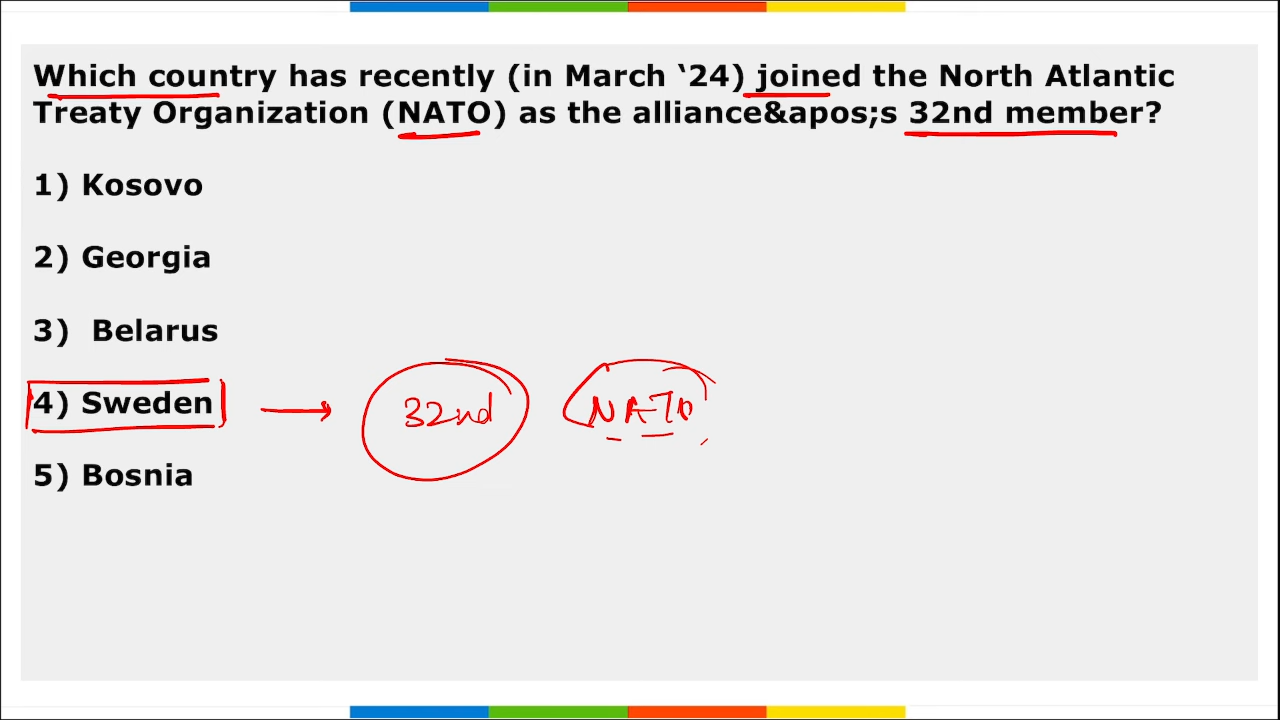 Which country has recently (in March ‘24) joined the North Atlantic
Treaty Organization (NATO) as the alliance&apos;s 32nd member?
1) Kosovo
2) Georgia
3) Belarus
4) Sweden → 32nd NATO
5) Bosnia